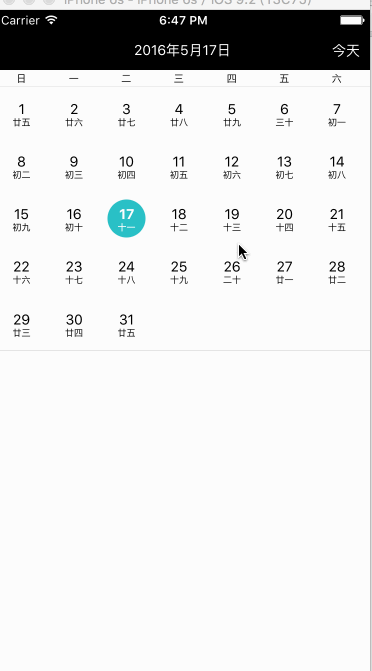 iPhone 6s - iPhone 6s / iOS 9.2 (13C75)
Carrier 6:47 PM
2016年5月17日 今天
日 一 二 三 四 五 六
1 2 3 4 5 6 7
廿五 廿六 廿七 廿八 廿九 三十 初一
8 9 10 11 12 13 14
初二 初三 初四 初五 初六 初七 初八
15 16 17 18 19 20 21
初九 初十 十一 十二 十三 十四 十五
22 23 24 25 26 27 28
十六 十七 十八 十九 二十 廿一 廿二
29 30 31
廿三 廿四 廿五